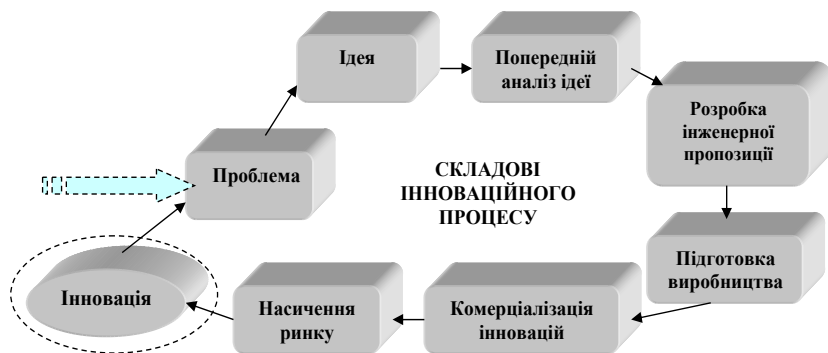 Ідея
Попередній
аналіз ідеї
Розробка
інженерної
пропозиції
Проблема
СКЛАДОВІ
ІННОВАЦІЙНОГО
ПРОЦЕСУ
Підготовка
виробництва
Інновація
Насичення
ринку
Комерціалізація
інновацій